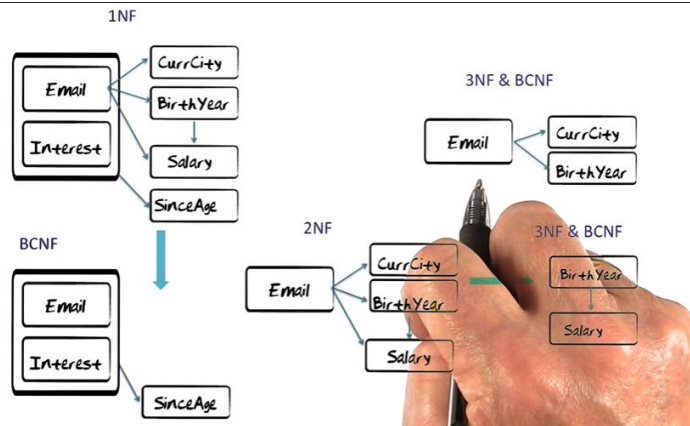 1NF
Email
Interest
CurrCity
BirthYear
Salary
SinceAge
BCNF
Email
Interest
SinceAge
2NF
Email
CurrCity
BirthYear
Salary
3NF & BCNF
Email
CurrCity
BirthYear
3NF & BCNF
BirthYear
Salary